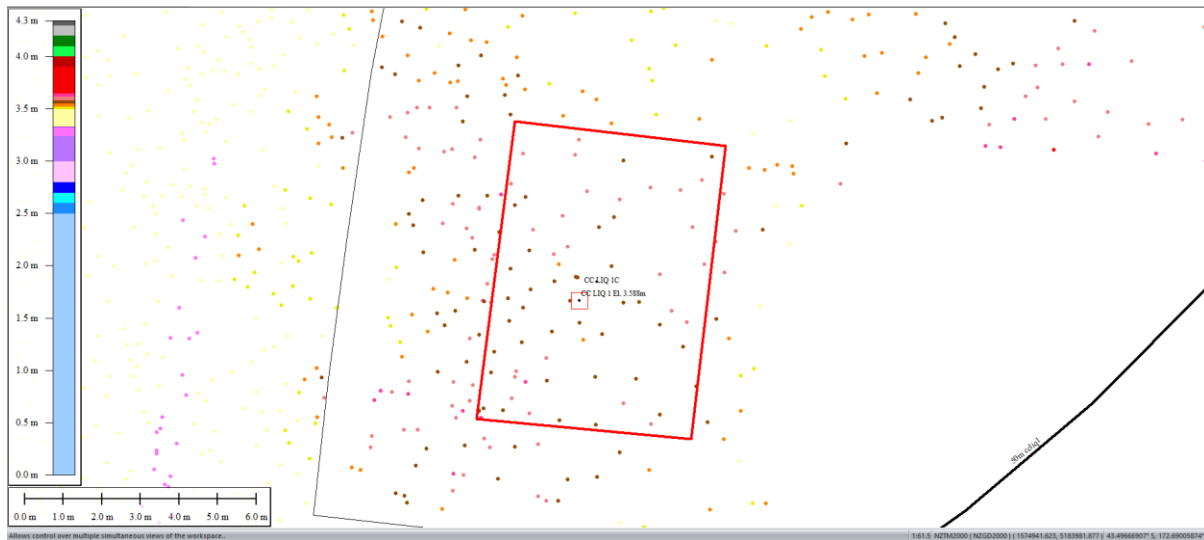 4.3 m
4.0 m
3.5 m
3.0 m
2.5 m
2.0 m
1.5 m
1.0 m
0.5 m
0.0 m
CC LIQ 1C
CC LIQ 1 El. 3.588m
50m ccliq1
0.0 m 1.0 m 2.0 m 3.0 m 4.0 m 5.0 m 6.0 m
Allows control over multiple simultaneous views of the workspace..
1:61.5 NZTM2000 ( NZGD2000 ) ( 1574941.623, 5183981.877 ) 43.49666907° S, 172.69005874°